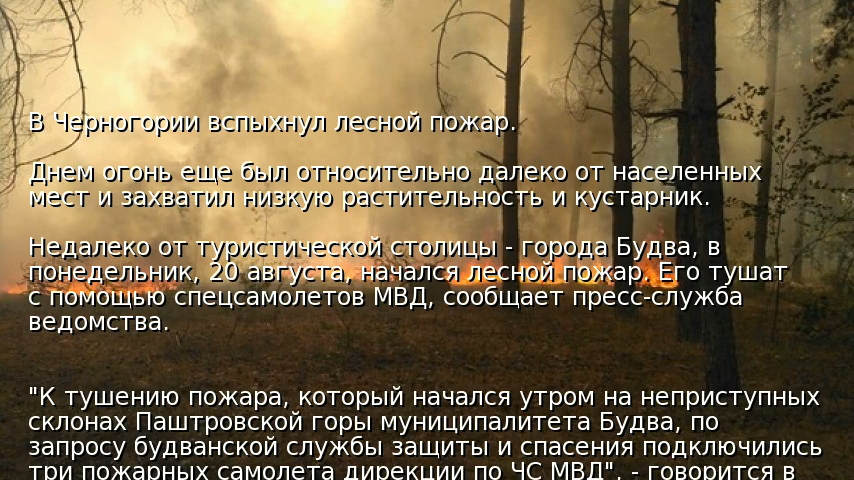 В Черногории вспыхнул лесной пожар.
Днем огонь еще был относительно далеко от населенных
мест и захватил низкую растительность и кустарник.
Недалеко от туристической столицы - города Будва, в
понедельник, 20 августа, начался лесной пожар. Его тушат
с помощью спецсамолетов МВД, сообщает пресс-служба
ведомства.
"К тушению пожара, который начался утром на неприступных
склонах Паштровской горы муниципалитета Будва, по
запросу будванской службы защиты и спасения подключились
три пожарных самолета дирекции по ЧС МВД", - говорится в